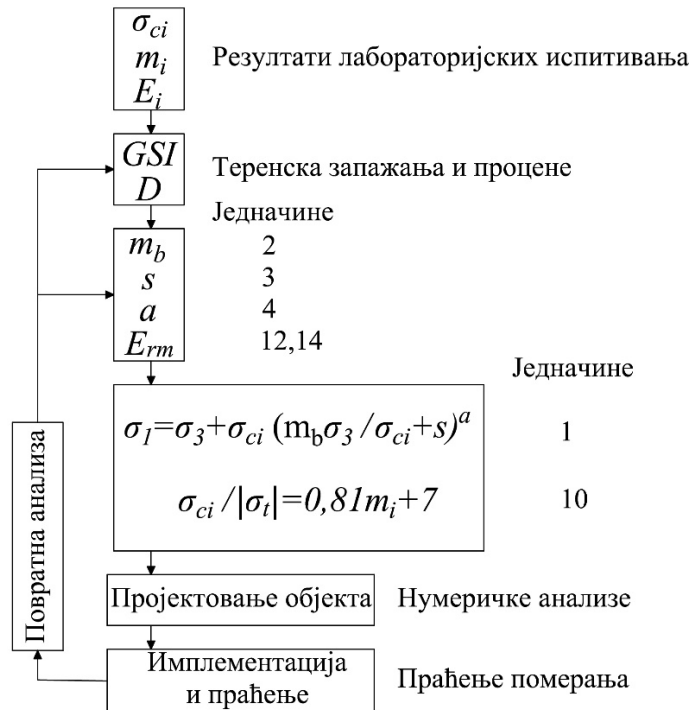 σci
mi
Ei
Резултати лабораторијских испитивања
GSI
D
Теренска запажања и процене
Једначине
mb 2
s 3
a 4
Erm 12,14
Једначине
σ1=σ3+σci (mbσ3/σci+s)^a 1
σci/|σt|=0,81mi+7 10
Повратна анализа
Пројектовање објекта
Нумеричке анализе
Имплементација
и праћење
Праћење померања